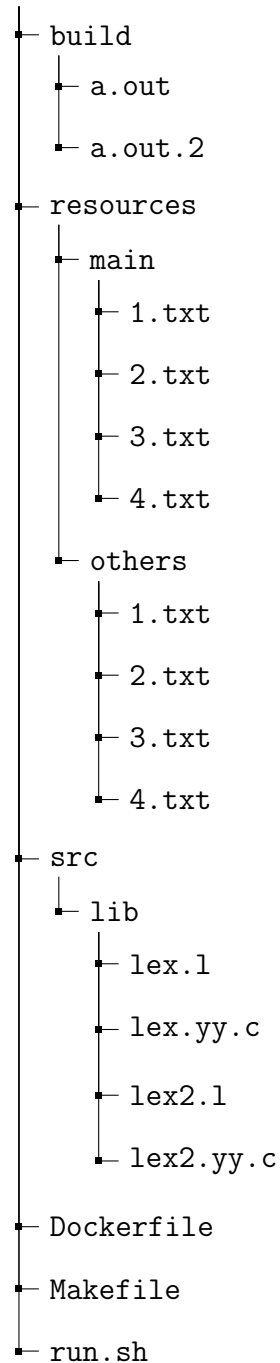 build
a.out
a.out.2
resources
main
1.txt
2.txt
3.txt
4.txt
others
1.txt
2.txt
3.txt
4.txt
src
lib
lex.l
lex.yy.c
lex2.l
lex2.yy.c
Dockerfile
Makefile
run.sh